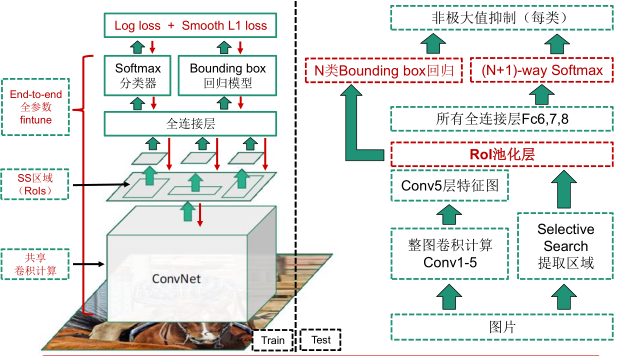 Log loss + Smooth L1 loss
Softmax
分类器
Bounding box
回归模型
End-to-end
全参数
fintune
全连接层
SS区域
（RoIs）
共享
卷积计算
ConvNet
Train
Test
非极大值抑制（每类）
N类Bounding box回归
(N+1)-way Softmax
所有全连接层Fc6,7,8
RoI池化层
Conv5层特征图
整图卷积计算
Conv1-5
Selective
Search
提取区域
图片